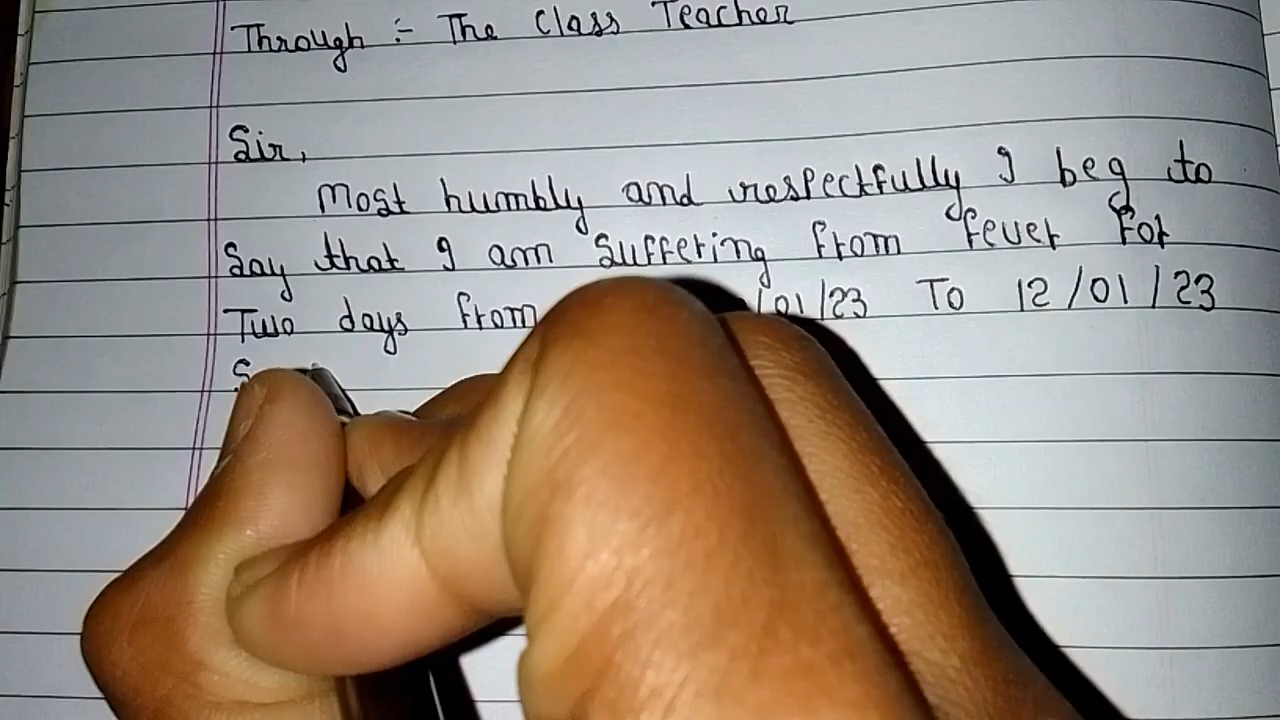 Through :- The Class Teacher
Sir,
Most humbly and respectfully I beg to
Say that I am Suffering from fever For
Two days from /01/23 To 12/01/23
S